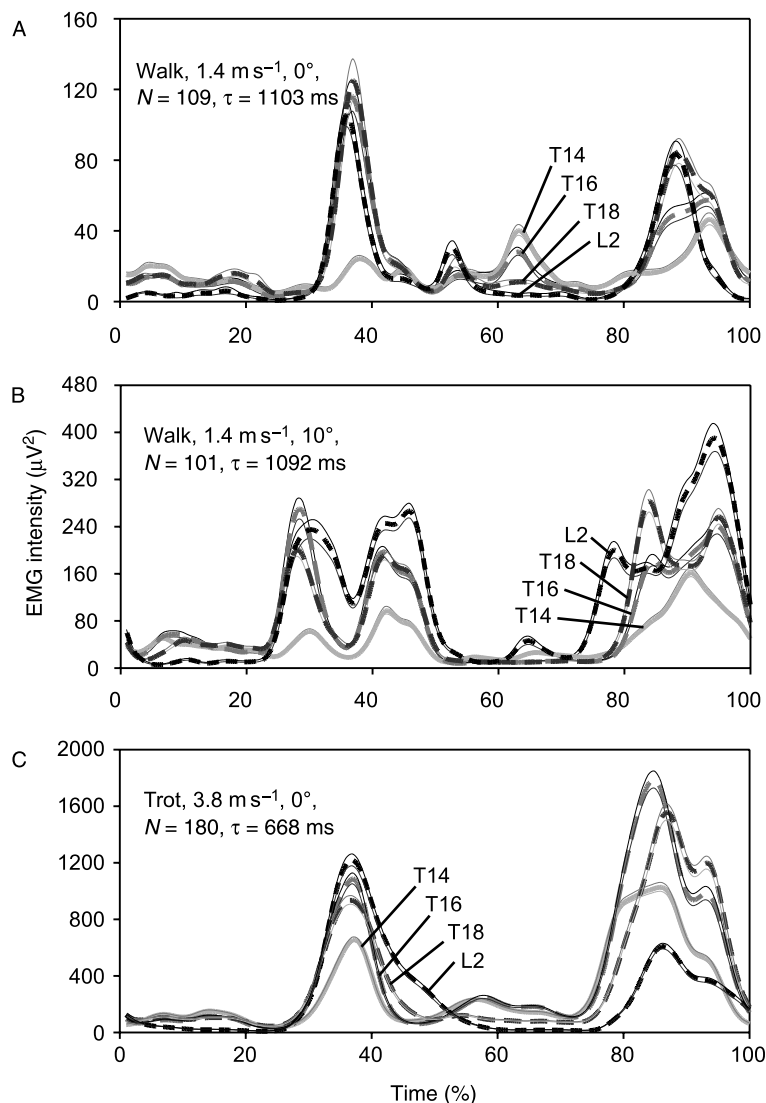 A
160
120
80
40
0
Walk, 1.4 m s–1, 0°,
N = 109, τ = 1103 ms
T14
T16
T18
L2
0 20 40 60 80 100
B
480
400
320
240
160
80
0
Walk, 1.4 m s–1, 10°,
N = 101, τ = 1092 ms
L2
T18
T16
T14
0 20 40 60 80 100
EMG intensity (μV2)
C
2000
1600
1200
800
400
0
Trot, 3.8 m s–1, 0°,
N = 180, τ = 668 ms
T14
T16
T18
L2
0 20 40 60 80 100
Time (%)